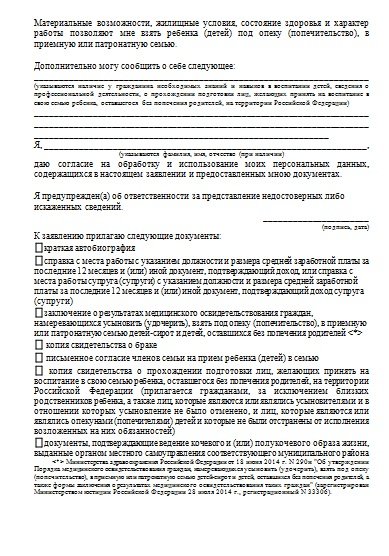 Материальные возможности, жилищные условия, состояние здоровья и характер
работы позволяют мне взять ребенка (детей) под опеку (попечительство), в
приемную или патронатную семью.
Дополнительно могу сообщить о себе следующее:
(указываются наличие у гражданина необходимых знаний и навыков в воспитании детей, сведения о
профессиональной деятельности, о прохождении подготовки лиц, желающих принять на воспитание в
свою семью ребенка, оставшегося без попечения родителей, на территории Российской Федерации)
Я,
(указываются фамилия, имя, отчество (при наличии)
даю согласие на обработку и использование моих персональных данных,
содержащихся в настоящем заявлении и предоставленных мною документах.
Я предупрежден(а) об ответственности за представление недостоверных либо
искаженных сведений.
(подпись, дата)
К заявлению прилагаю следующие документы:
краткая автобиография
справка с места работы с указанием должности и размера средней заработной платы за
последние 12 месяцев и (или) иной документ, подтверждающий доход, или справка с
места работы супруга (супруги) с указанием должности и размера средней заработной
платы за последние 12 месяцев и (или) иной документ, подтверждающий доход супруга
(супруги)
заключение о результатах медицинского освидетельствования граждан,
намеревающихся усыновить (удочерить), взять под опеку (попечительство), в приемную
или патронатную семью детей-сирот и детей, оставшихся без попечения родителей <*>
копия свидетельства о браке
письменное согласие членов семьи на прием ребенка (детей) в семью
копия свидетельства о прохождении подготовки лиц, желающих принять на
воспитание в свою семью ребенка, оставшегося без попечения родителей, на территории
Российской Федерации (прилагается гражданами, за исключением близких
родственников ребенка, а также лиц, которые являются или являлись усыновителями и в
отношении которых усыновление не было отменено, и лиц, которые являются или
являлись опекунами (попечителями) детей и которые не были отстранены от исполнения
возложенных на них обязанностей)
документы, подтверждающие ведение кочевого и (или) полукочевого образа жизни,
выданные органом местного самоуправления соответствующего муниципального района
<*> Министерства здравоохранения Российской Федерации от 18 июня 2014 г. N 290н "Об утверждении
Порядка медицинского освидетельствования граждан, намеревающихся усыновить (удочерить), взять под опеку
(попечительство), в приемную или патронатную семью детей-сирот и детей, оставшихся без попечения родителей, а
также формы заключения о результатах медицинского освидетельствования таких граждан" (зарегистрирован
Министерством юстиции Российской Федерации 28 июля 2014 г., регистрационный N 33306).